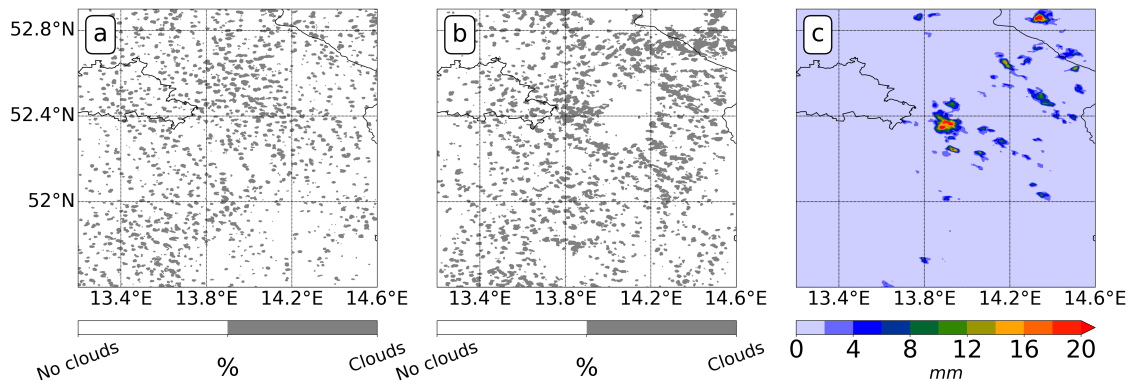 a b c
52.8°N
52.4°N
52°N
13.4°E 13.8°E 14.2°E 14.6°E 13.4°E 13.8°E 14.2°E 14.6°E 13.4°E 13.8°E 14.2°E 14.6°E
No clouds % Clouds No clouds % Clouds 0 4 8 12 16 20
mm